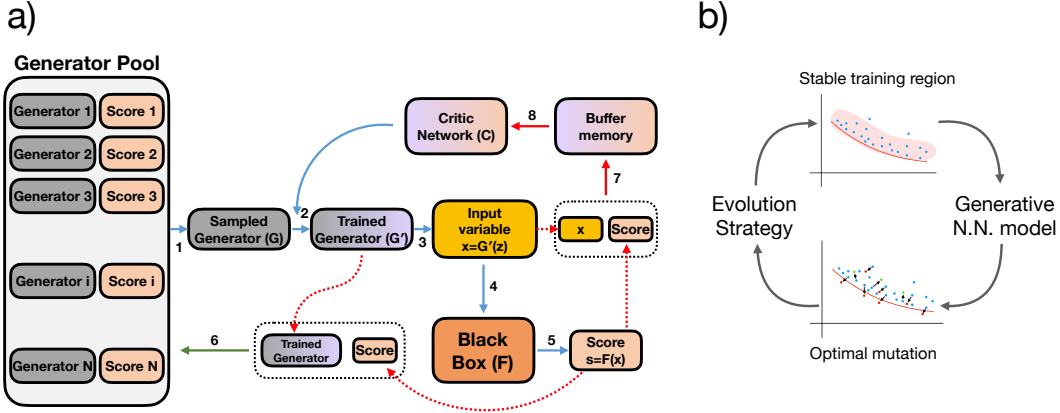 a)
Generator Pool
Generator 1
Score 1
Generator 2
Score 2
Generator 3
Score 3
Generator i
Score i
Generator N
Score N
1
Sampled
Generator (G)
2
Trained
Generator (G′)
3
Input
variable
x=G′(z)
4
Black
Box (F)
5
Score
s=F(x)
6
Trained
Generator
Score
x
Score
7
Buffer
memory
8
Critic
Network (C)
b)
Stable training region
Evolution
Strategy
Generative
N.N. model
Optimal mutation